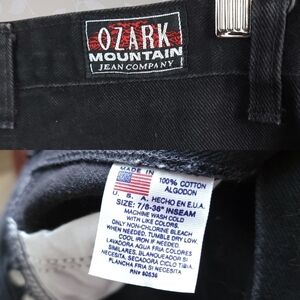 OZARK
MOUNTAIN
JEAN COMPANY
MADE IN
100% COTTON
ALGODON
U. S. A. HECHO EN E.U.A.
SIZE: 7/8-36" INSEAM
MACHINE WASH COLD
WITH LIKE COLORS.
ONLY NON-CHLORINE BLEACH
WHEN NEEDED. TUMBLE DRY LOW.
COOL IRON IF NEEDED.
LAVADORA AGUA FRIA COLORES
SIMILARES. BLANQUEAR SI
NECESITA. SECADORA CICLO TIBIA.
PLANCHA FRIA SI NECESITA.
RN# 80536